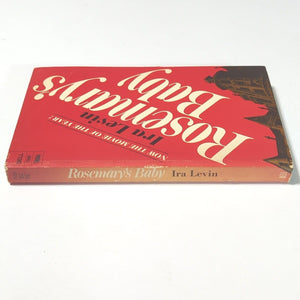 Rosemary's
Baby
Ira Levin
NOW THE MOVIE OF THE YEAR!
Rosemary's Baby Ira Levin